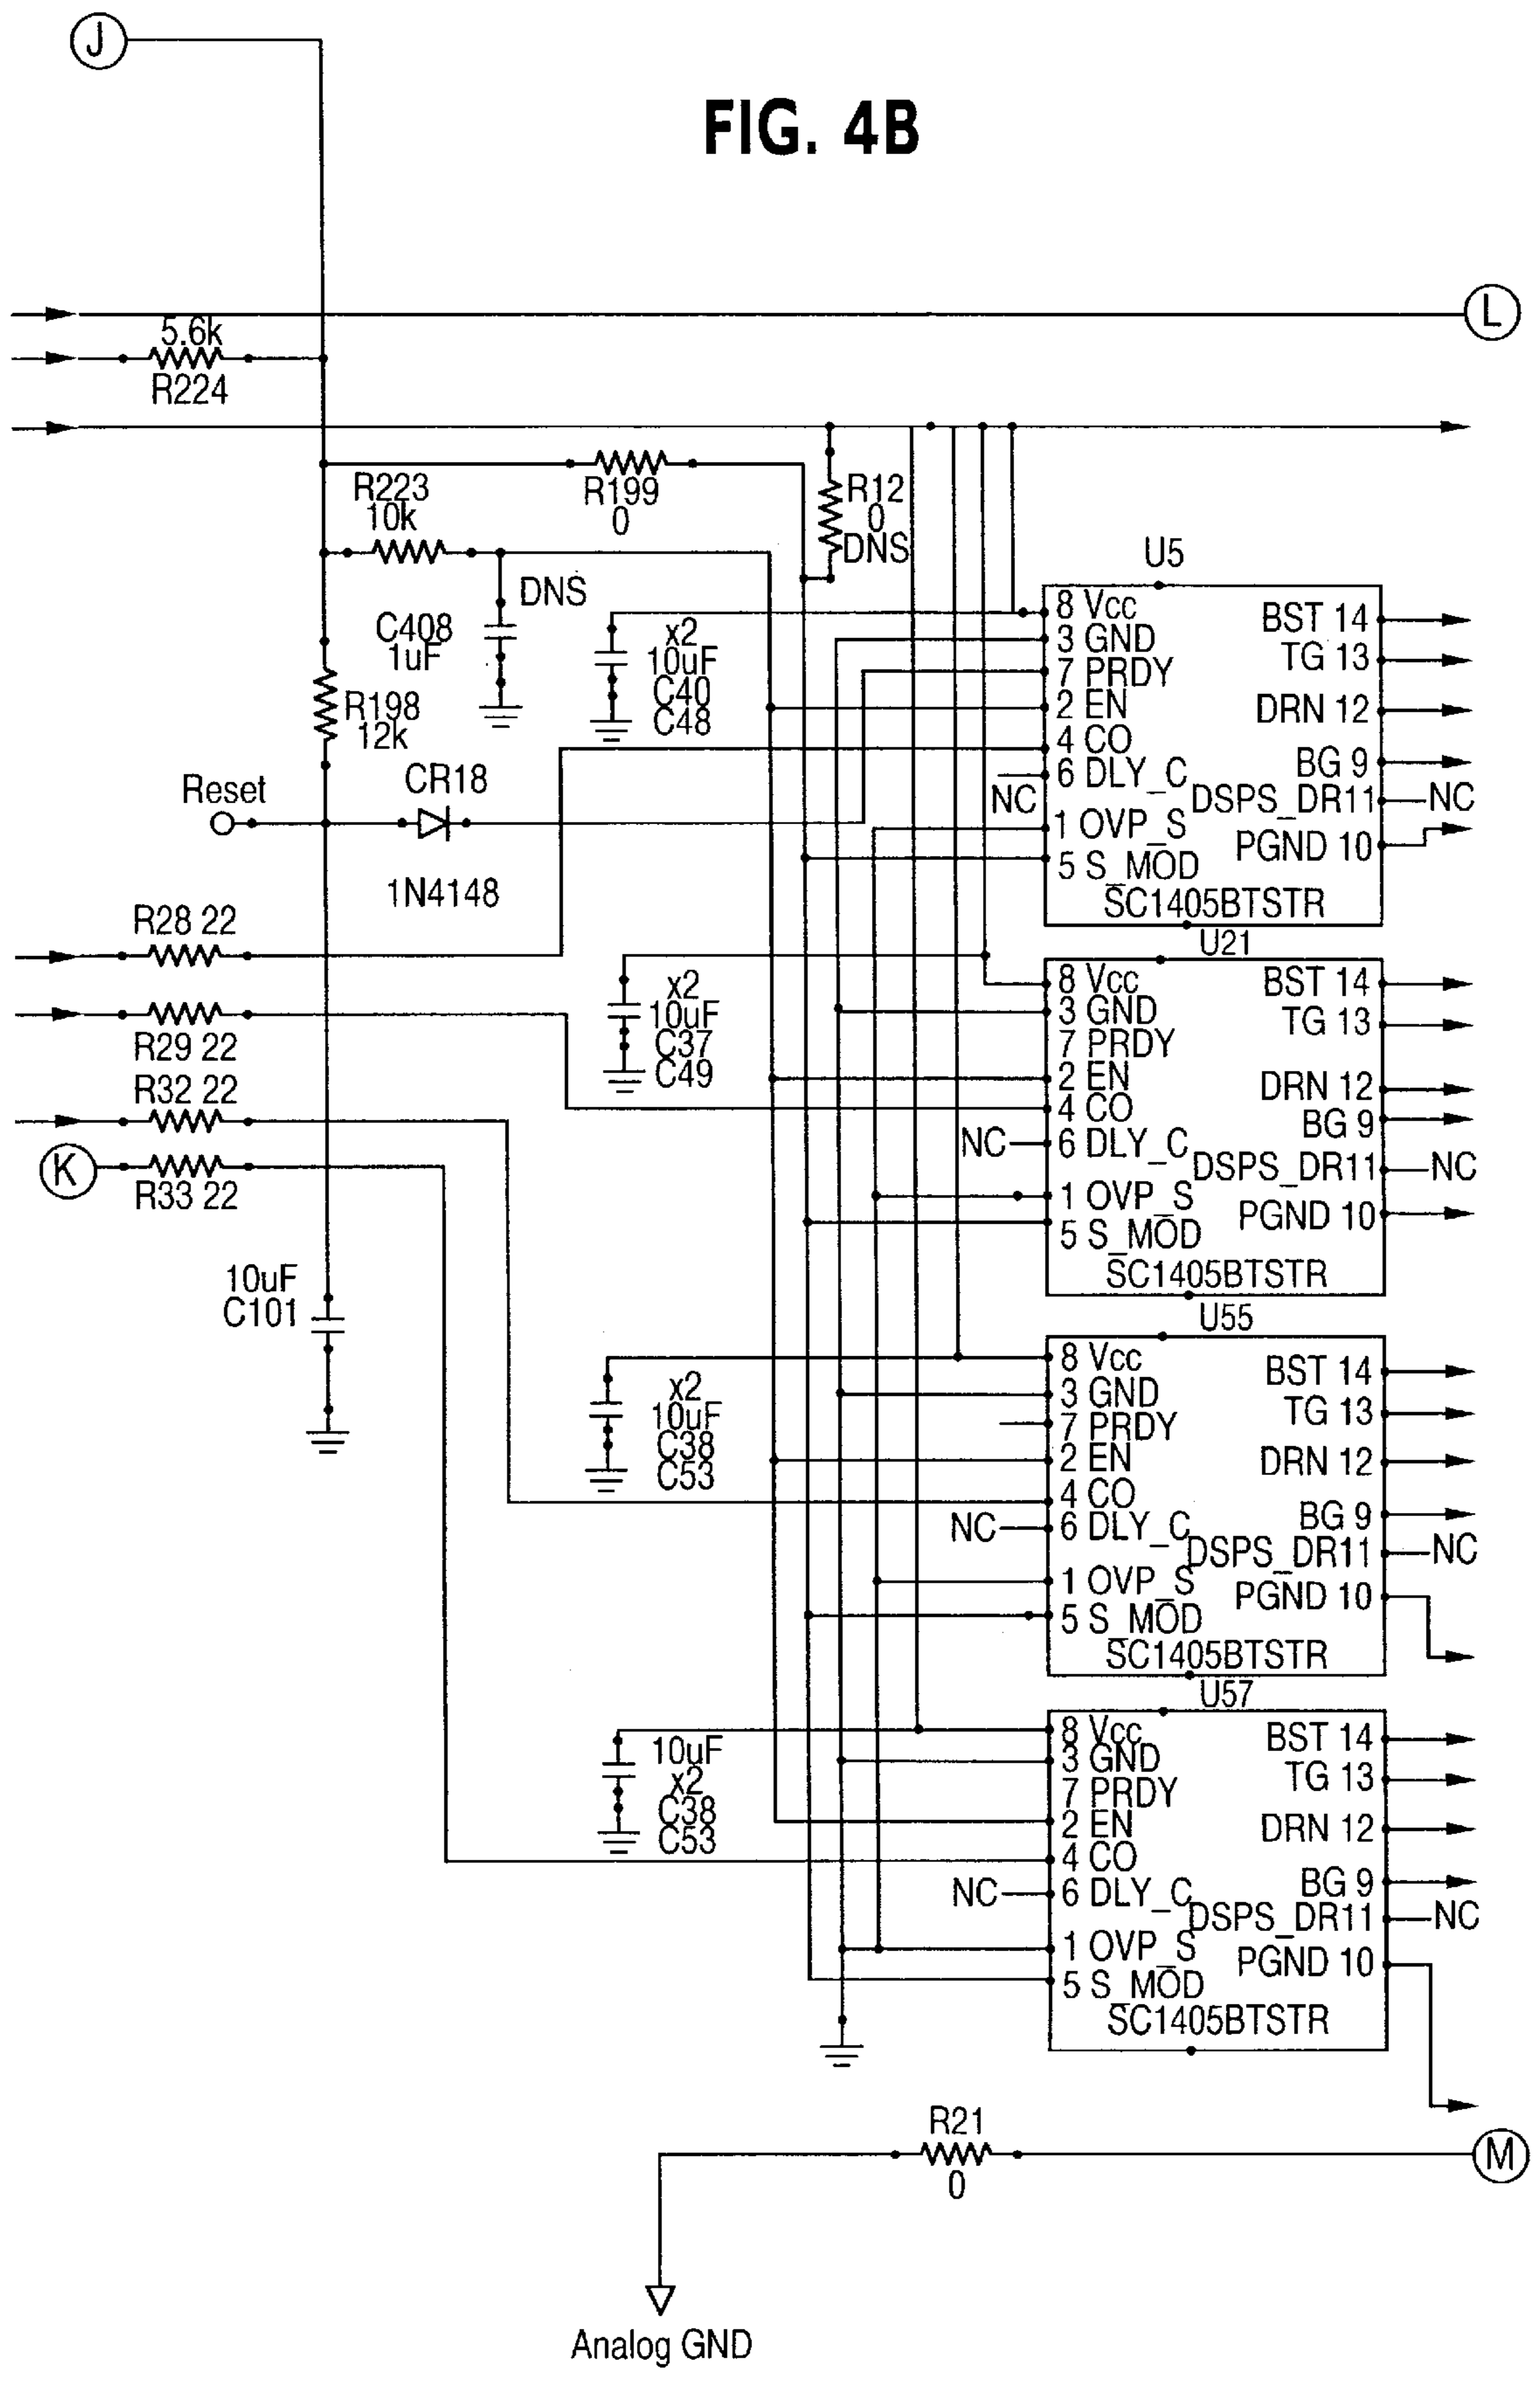 J
FIG. 4B
L
5.6k
R224
R199
0
R12
0
DNS
R223
10k
DNS
C408
1uF
x2
10uF
C40
C48
R198
12k
Reset
CR18
1N4148
U5
8 Vcc
3 GND
7 PRDY
2 EN
4 CO
6 DLY_C
NC
1 OVP_S
5 S_MOD
BST 14
TG 13
DRN 12
BG 9
DSPS_DR11
NC
PGND 10
SC1405BTSTR
R28 22
R29 22
R32 22
K
R33 22
x2
10uF
C37
C49
U21
8 Vcc
3 GND
7 PRDY
2 EN
4 CO
NC
6 DLY_C
1 OVP_S
5 S_MOD
BST 14
TG 13
DRN 12
BG 9
DSPS_DR11
NC
PGND 10
SC1405BTSTR
10uF
C101
x2
10uF
C38
C53
U55
8 Vcc
3 GND
7 PRDY
2 EN
4 CO
NC
6 DLY_C
1 OVP_S
5 S_MOD
BST 14
TG 13
DRN 12
BG 9
DSPS_DR11
NC
PGND 10
SC1405BTSTR
10uF
x2
C38
C53
U57
8 Vcc
3 GND
7 PRDY
2 EN
4 CO
NC
6 DLY_C
1 OVP_S
5 S_MOD
BST 14
TG 13
DRN 12
BG 9
DSPS_DR11
NC
PGND 10
SC1405BTSTR
R21
0
M
Analog GND